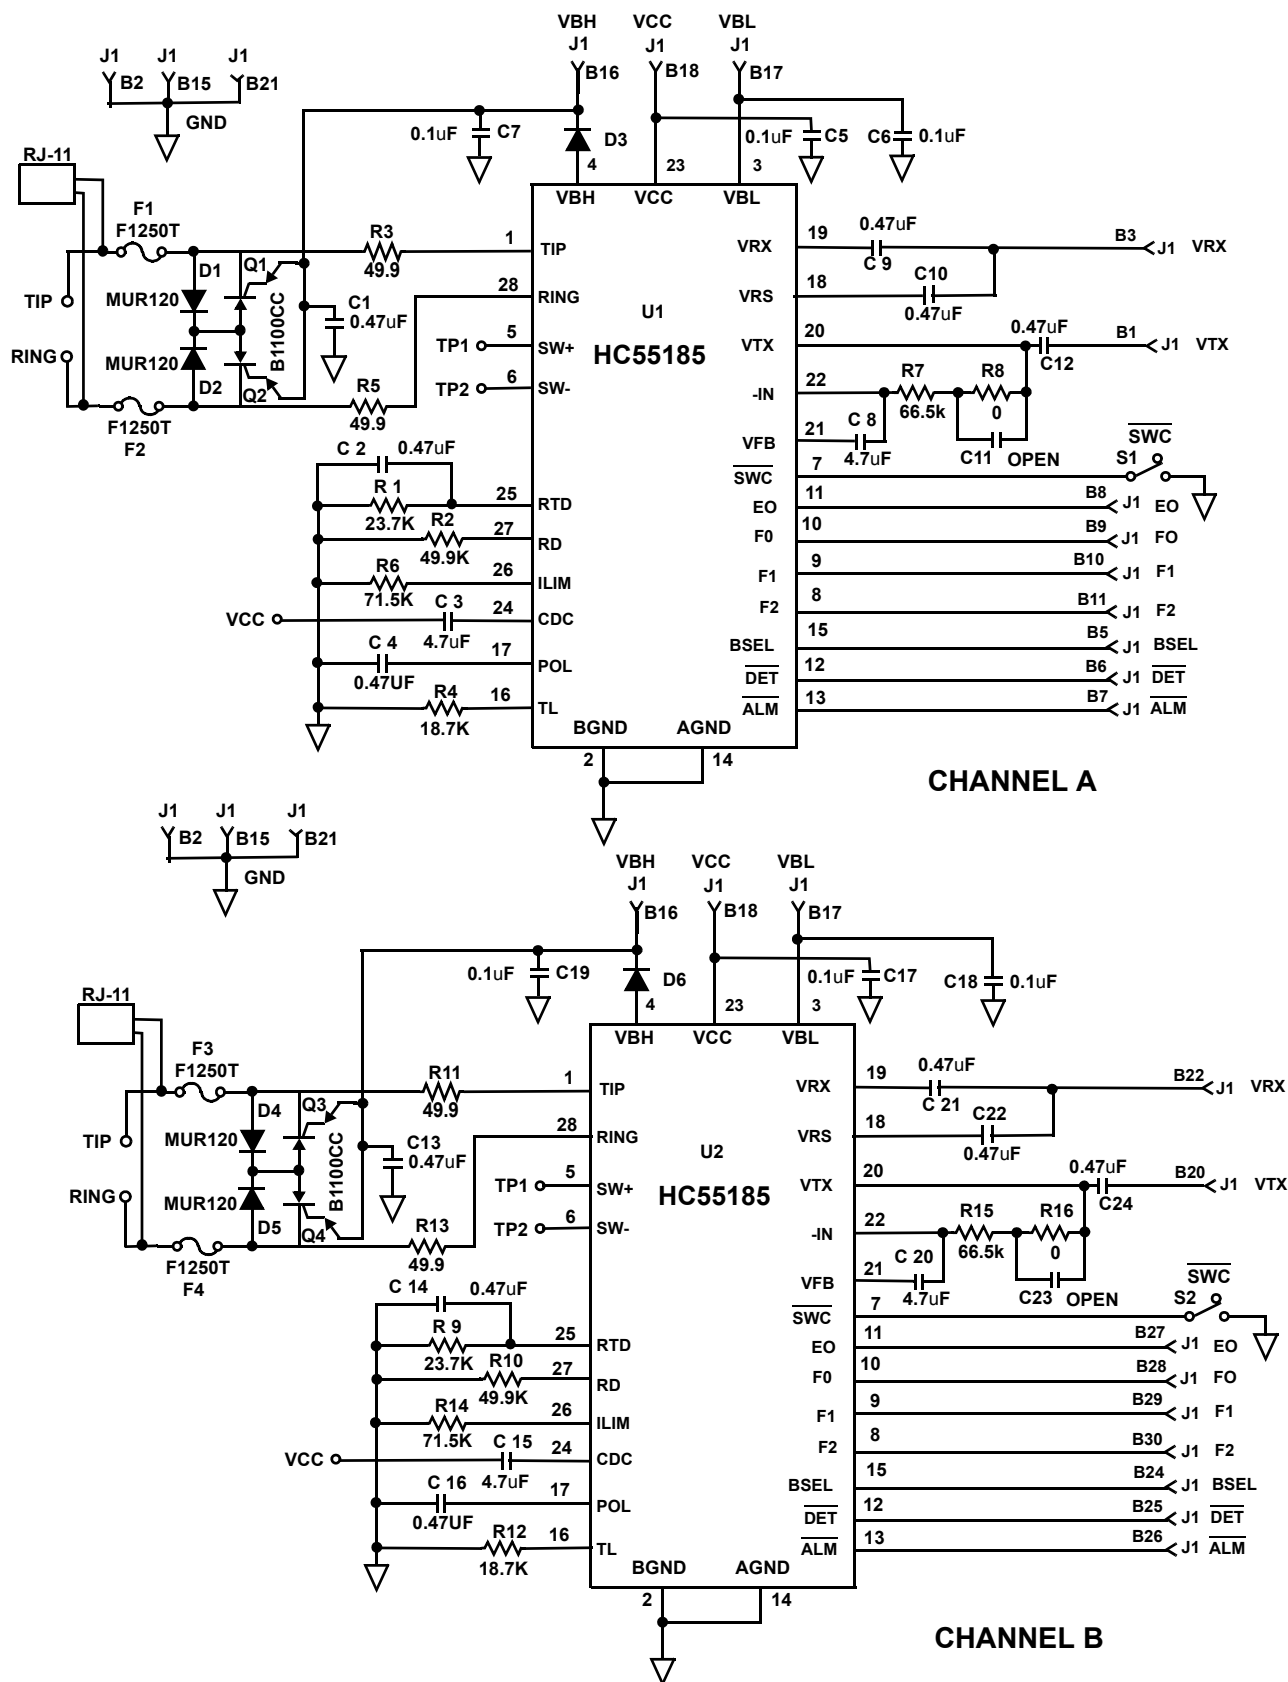 VBH VCC VBL
J1 J1 J1 J1 J1 J1
B2 B15 B21 B16 B18 B17
GND
0.1uF C7 D3 0.1uF C5 C6 0.1uF
RJ-11
4 23 3
VBH VCC VBL
F1
F1250T
R3
49.9
1 TIP
D1 Q1
MUR120
TIP
B1100CC
C1
0.47uF
28 RING
U1
HC55185
RING
MUR120
D2 Q2
TP1 5 SW+
TP2 6 SW-
R5
49.9
F1250T
F2
VRX 19 0.47uF C 9 B3 J1 VRX
VRS 18 C10 0.47uF
VTX 20 0.47uF C12 B1 J1 VTX
-IN 22 R7 66.5k R8 0
VFB 21 C 8 4.7uF C11 OPEN
SWC 7 S1 SWC
EO 11 B8 J1 EO
F0 10 B9 J1 FO
F1 9 B10 J1 F1
F2 8 B11 J1 F2
BSEL 15 B5 J1 BSEL
DET 12 B6 J1 DET
ALM 13 B7 J1 ALM
C 2 0.47uF
R 1 23.7K 25 RTD
R2 49.9K 27 RD
R6 71.5K 26 ILIM
VCC C 3 4.7uF 24 CDC
C 4 0.47UF 17 POL
R4 18.7K 16 TL
BGND AGND
2 14
CHANNEL A
J1 J1 J1
B2 B15 B21
GND
VBH VCC VBL
J1 J1 J1
B16 B18 B17
0.1uF C19 D6 0.1uF C17 C18 0.1uF
RJ-11
4 23 3
VBH VCC VBL
F3
F1250T
R11
49.9
1 TIP
D4 Q3
MUR120
TIP
B1100CC
C13
0.47uF
28 RING
U2
HC55185
RING
MUR120
D5 Q4
TP1 5 SW+
TP2 6 SW-
R13
49.9
F1250T
F4
VRX 19 0.47uF C 21 B22 J1 VRX
VRS 18 C22 0.47uF
VTX 20 0.47uF C24 B20 J1 VTX
-IN 22 R15 66.5k R16 0
VFB 21 C 20 4.7uF C23 OPEN
SWC 7 S2 SWC
EO 11 B27 J1 EO
F0 10 B28 J1 FO
F1 9 B29 J1 F1
F2 8 B30 J1 F2
BSEL 15 B24 J1 BSEL
DET 12 B25 J1 DET
ALM 13 B26 J1 ALM
C 14 0.47uF
R 9 23.7K 25 RTD
R10 49.9K 27 RD
R14 71.5K 26 ILIM
VCC C 15 4.7uF 24 CDC
C 16 0.47UF 17 POL
R12 18.7K 16 TL
BGND AGND
2 14
CHANNEL B